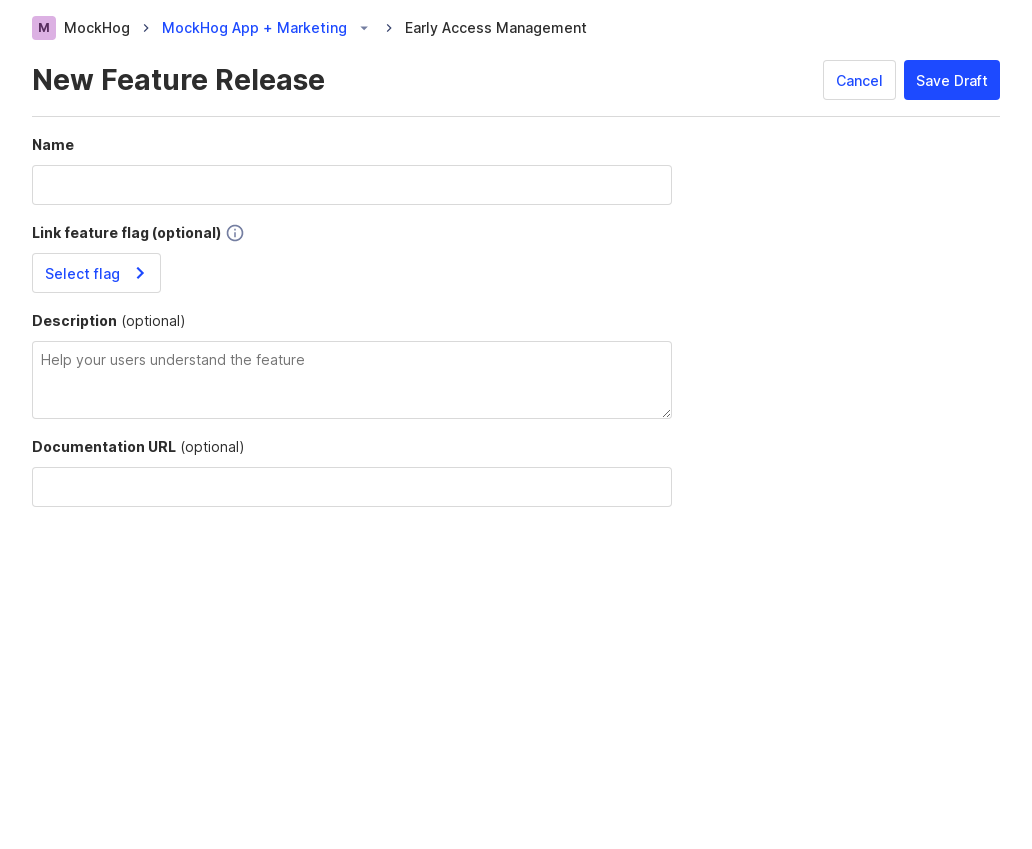 M MockHog MockHog App + Marketing Early Access Management
New Feature Release
Cancel Save Draft
Name
Link feature flag (optional)
Select flag
Description (optional)
Help your users understand the feature
Documentation URL (optional)